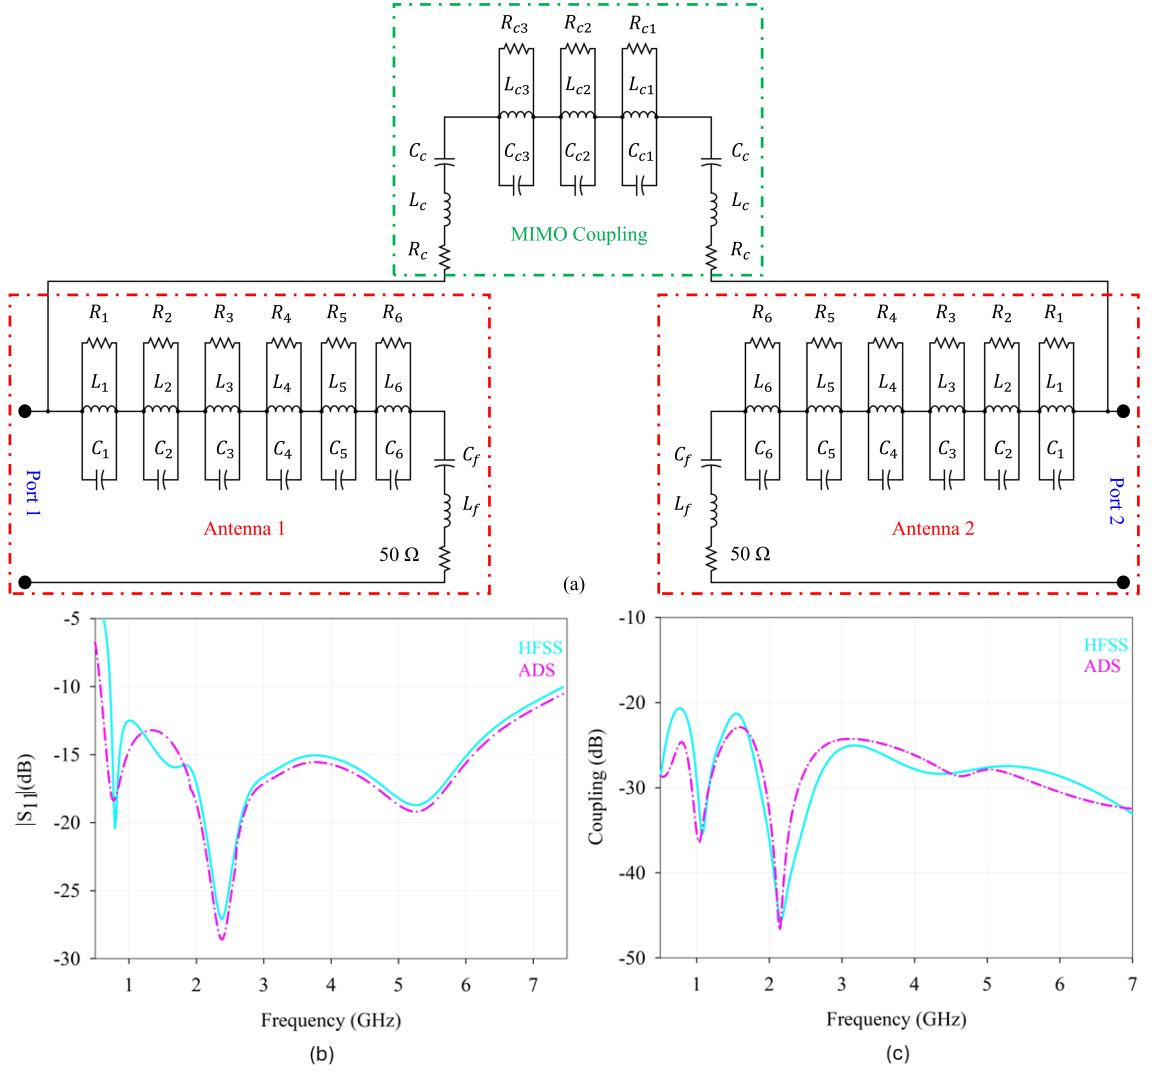 R_c3 R_c2 R_c1
L_c3 L_c2 L_c1
C_c C_c3 C_c2 C_c1 C_c
L_c L_c
MIMO Coupling
R_c R_c
R_1 R_2 R_3 R_4 R_5 R_6
L_1 L_2 L_3 L_4 L_5 L_6
C_1 C_2 C_3 C_4 C_5 C_6
C_f
L_f
Port 1
Antenna 1
50 Ω
R_6 R_5 R_4 R_3 R_2 R_1
L_6 L_5 L_4 L_3 L_2 L_1
C_f C_6 C_5 C_4 C_3 C_2 C_1
L_f
Port 2
Antenna 2
50 Ω
(a)
-5
-10
-15
-20
-25
-30
|S11|(dB)
HFSS
ADS
1 2 3 4 5 6 7
Frequency (GHz)
(b)
-10
-20
-30
-40
-50
Coupling (dB)
HFSS
ADS
1 2 3 4 5 6 7
Frequency (GHz)
(c)